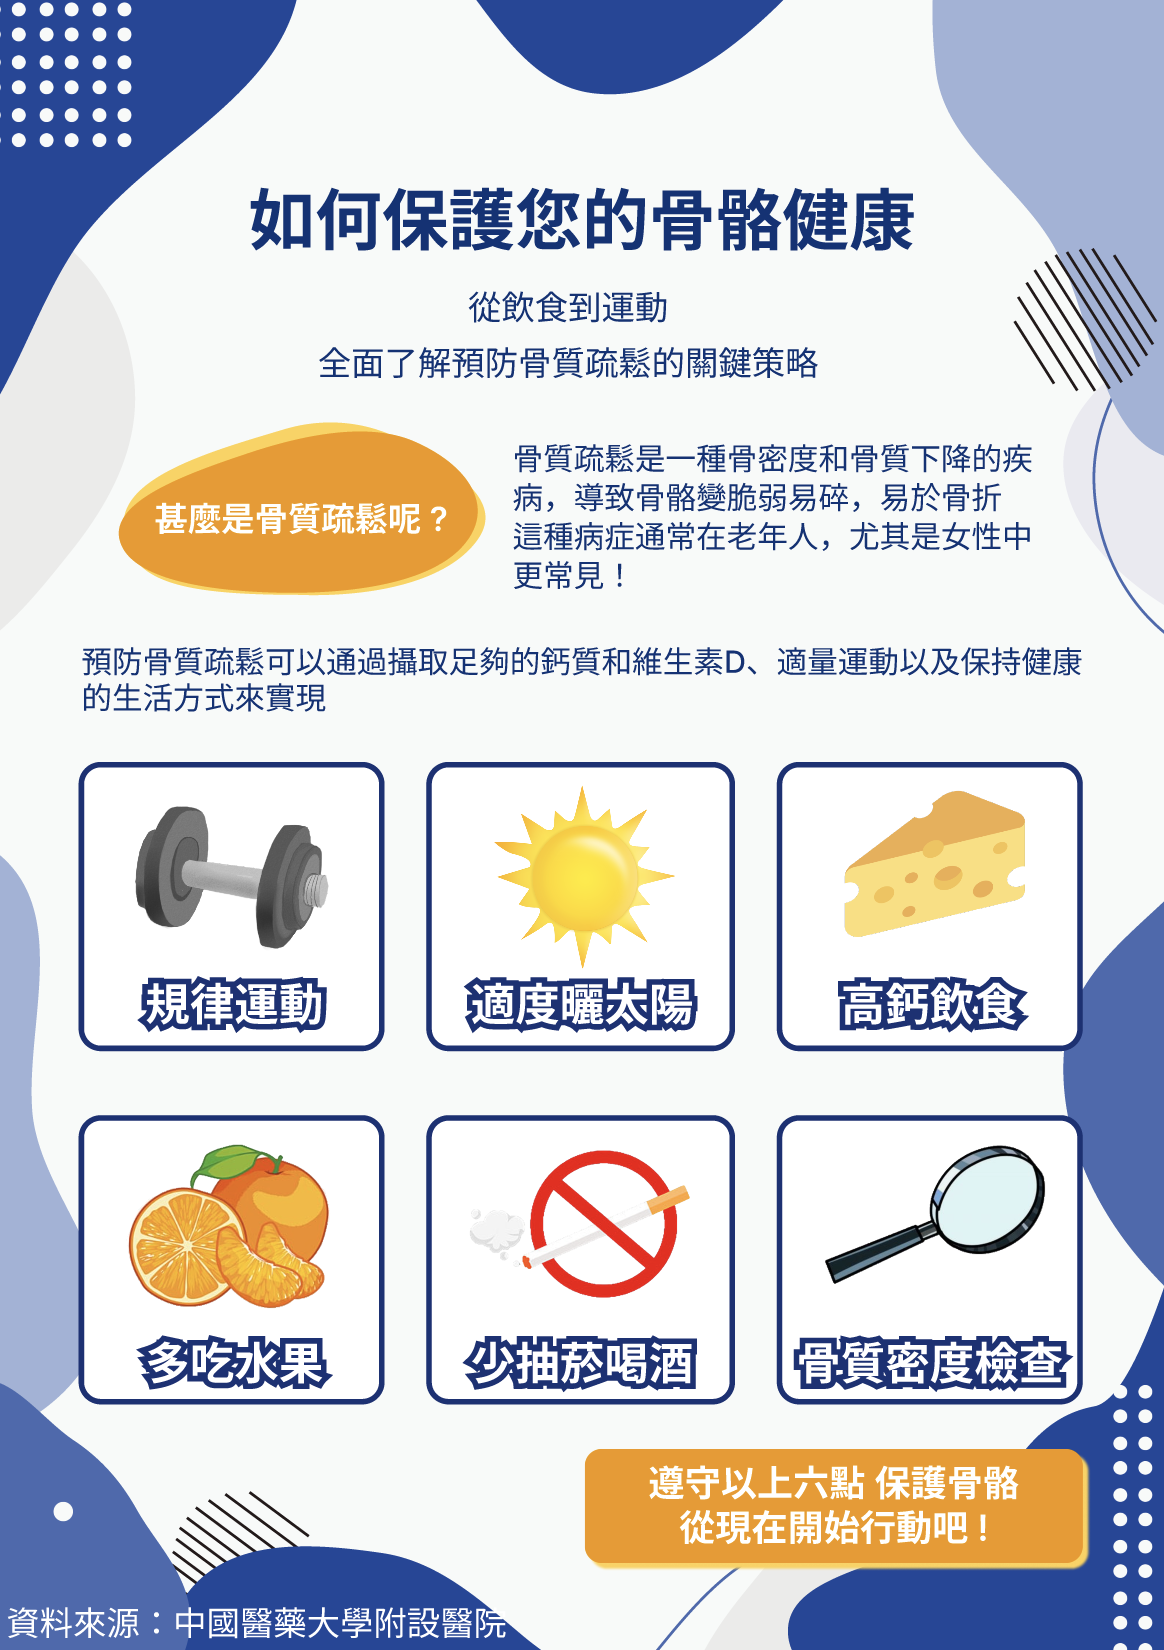 如何保護您的骨骼健康
從飲食到運動
全面了解預防骨質疏鬆的關鍵策略
甚麼是骨質疏鬆呢？
骨質疏鬆是一種骨密度和骨質下降的疾
病，導致骨骼變脆弱易碎，易於骨折
這種病症通常在老年人，尤其是女性中
更常見！
預防骨質疏鬆可以通過攝取足夠的鈣質和維生素D、適量運動以及保持健康
的生活方式來實現
規律運動
適度曬太陽
高鈣飲食
多吃水果
少抽菸喝酒
骨質密度檢查
遵守以上六點 保護骨骼
從現在開始行動吧！
資料來源：中國醫藥大學附設醫院